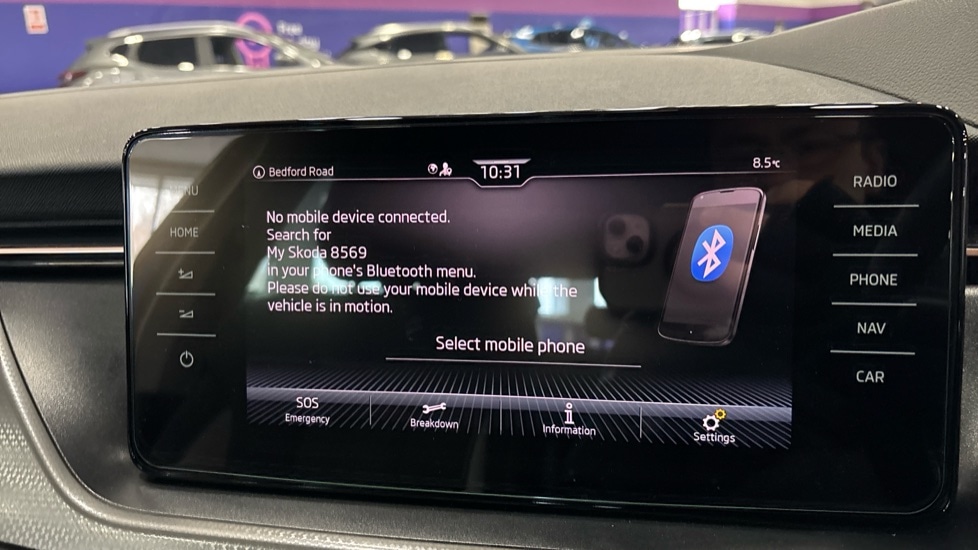 Bedford Road
10:31
8.5°C
MENU
HOME
No mobile device connected.
Search for
My Skoda 8569
in your phone's Bluetooth menu.
Please do not use your mobile device while the
vehicle is in motion.
Select mobile phone
SOS
Emergency
Breakdown
Information
Settings
RADIO
MEDIA
PHONE
NAV
CAR